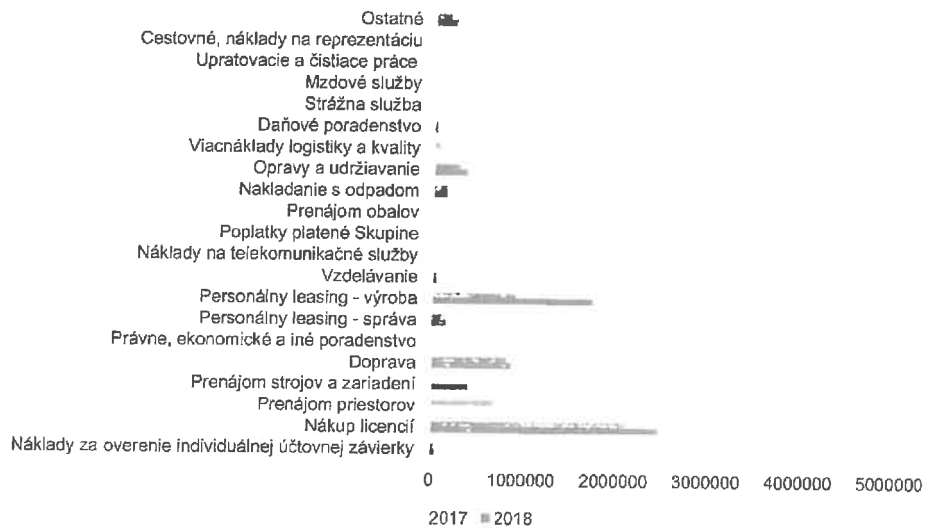 Ostatné
Cestovné, náklady na reprezentáciu
Upratovacie a čistiace práce
Mzdové služby
Strážna služba
Daňové poradenstvo
Viacnáklady logistiky a kvality
Opravy a udržiavanie
Nakladanie s odpadom
Prenájom obalov
Poplatky platené Skupine
Náklady na telekomunikačné služby
Vzdelávanie
Personálny leasing - výroba
Personálny leasing - správa
Právne, ekonomické a iné poradenstvo
Doprava
Prenájom strojov a zariadení
Prenájom priestorov
Nákup licencií
Náklady za overenie individuálnej účtovnej závierky
0 1000000 2000000 3000000 4000000 5000000
2017 2018